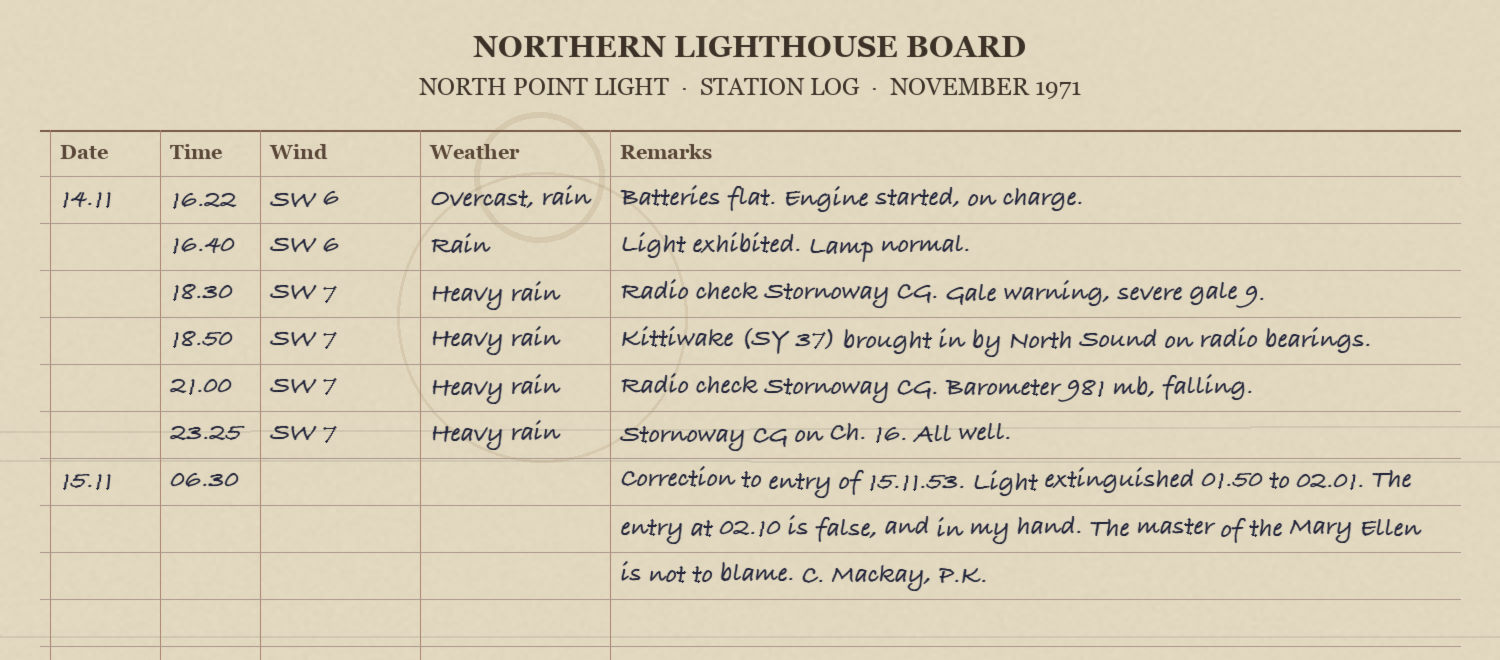 NORTHERN LIGHTHOUSE BOARD
NORTH POINT LIGHT · STATION LOG · NOVEMBER 1971
Date Time Wind Weather Remarks
14.11 16.22 SW 6 Overcast, rain Batteries flat. Engine started, on charge.
16.40 SW 6 Rain Light exhibited. Lamp normal.
18.30 SW 7 Heavy rain Radio check Stornoway CG. Gale warning, severe gale 9.
18.50 SW 7 Heavy rain Kittiwake (SY 37) brought in by North Sound on radio bearings.
21.00 SW 7 Heavy rain Radio check Stornoway CG. Barometer 981 mb, falling.
23.25 SW 7 Heavy rain Stornoway CG on Ch. 16. All well.
15.11 06.30 Correction to entry of 15.11.53. Light extinguished 01.50 to 02.01. The
entry at 02.10 is false, and in my hand. The master of the Mary Ellen
is not to blame. C. Mackay, P.K.